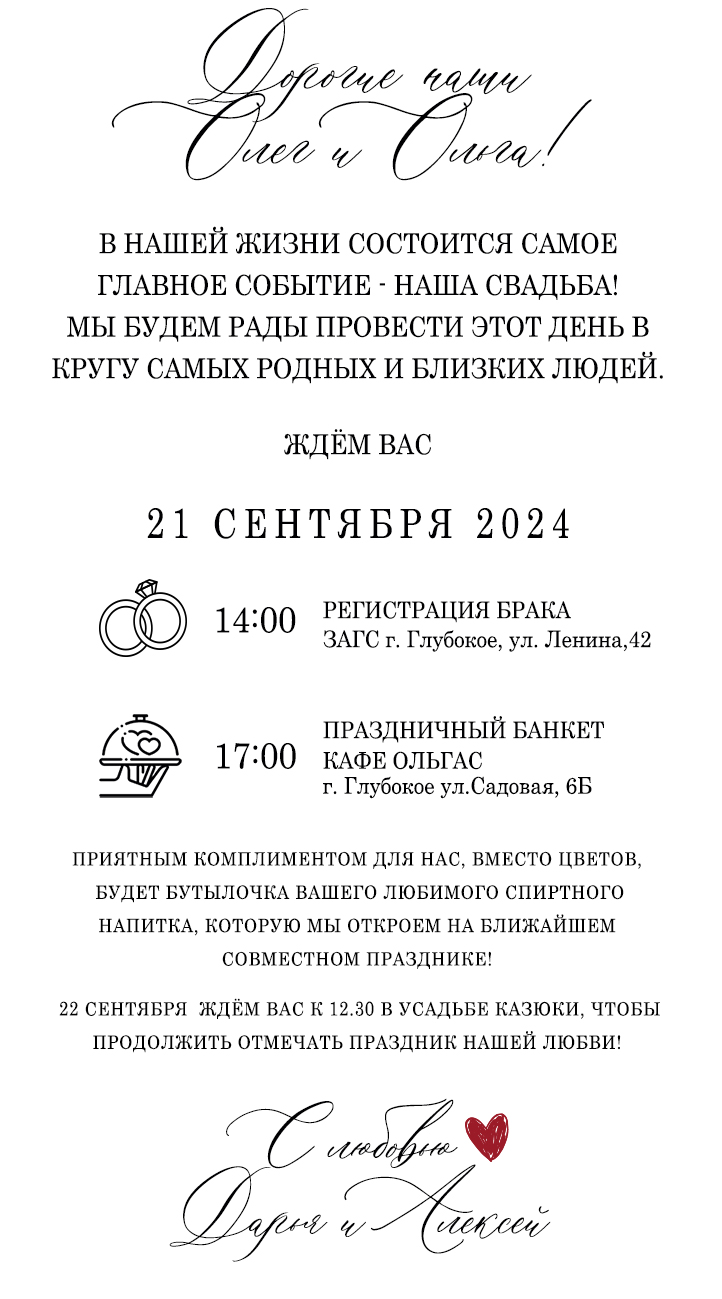 Дорогие наши
Олег и Ольга!
В НАШЕЙ ЖИЗНИ СОСТОИТСЯ САМОЕ
ГЛАВНОЕ СОБЫТИЕ - НАША СВАДЬБА!
МЫ БУДЕМ РАДЫ ПРОВЕСТИ ЭТОТ ДЕНЬ В
КРУГУ САМЫХ РОДНЫХ И БЛИЗКИХ ЛЮДЕЙ.
ЖДЁМ ВАС
21 СЕНТЯБРЯ 2024
14:00
РЕГИСТРАЦИЯ БРАКА
ЗАГС г. Глубокое, ул. Ленина,42
17:00
ПРАЗДНИЧНЫЙ БАНКЕТ
КАФЕ ОЛЬГАС
г. Глубокое ул.Садовая, 6Б
ПРИЯТНЫМ КОМПЛИМЕНТОМ ДЛЯ НАС, ВМЕСТО ЦВЕТОВ,
БУДЕТ БУТЫЛОЧКА ВАШЕГО ЛЮБИМОГО СПИРТНОГО
НАПИТКА, КОТОРУЮ МЫ ОТКРОЕМ НА БЛИЖАЙШЕМ
СОВМЕСТНОМ ПРАЗДНИКЕ!
22 СЕНТЯБРЯ ЖДЁМ ВАС К 12.30 В УСАДЬБЕ КАЗЮКИ, ЧТОБЫ
ПРОДОЛЖИТЬ ОТМЕЧАТЬ ПРАЗДНИК НАШЕЙ ЛЮБВИ!
С любовью
Дарья и Алексей